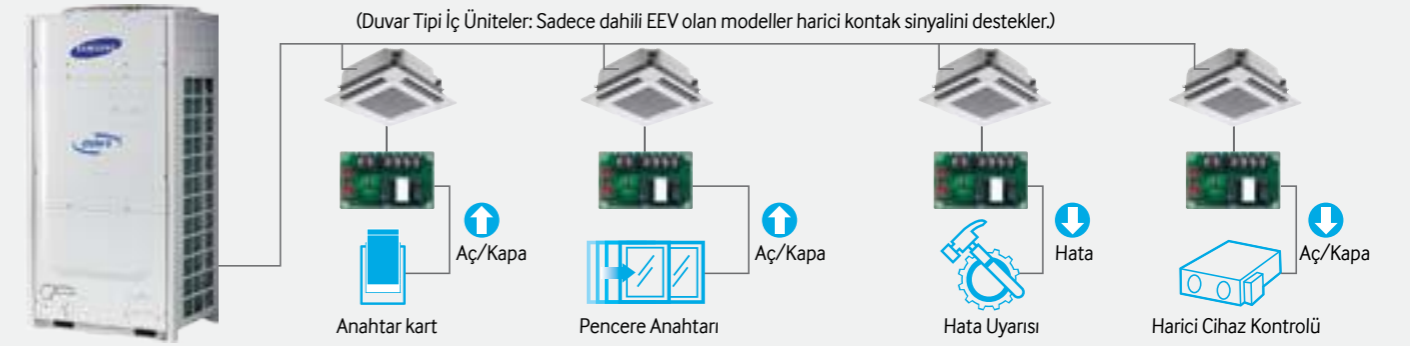 (Duvar Tipi İç Üniteler: Sadece dahili EEV olan modeller harici kontak sinyalini destekler.)
SAMSUNG
Aç/Kapa
Aç/Kapa
Hata
Aç/Kapa
Anahtar kart
Pencere Anahtarı
Hata Uyarısı
Harici Cihaz Kontrolü